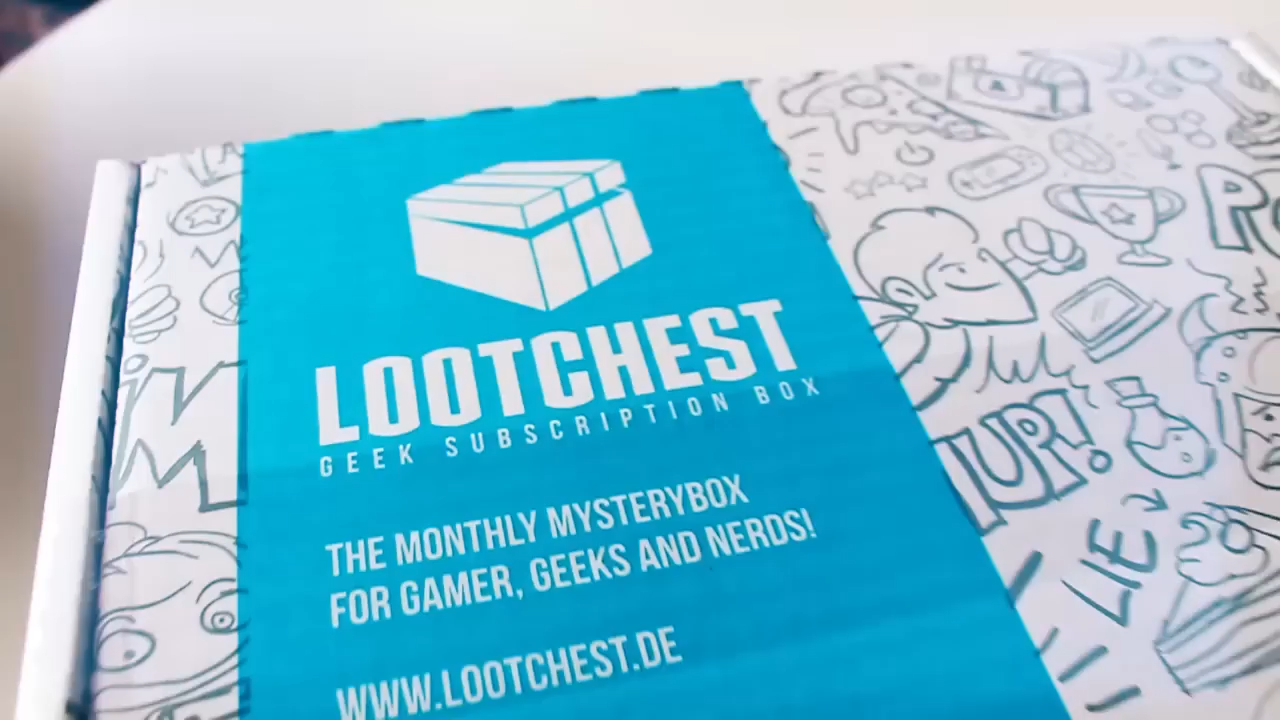 LOOTCHEST
GEEK SUBSCRIPTION BOX
THE MONTHLY MYSTERYBOX
FOR GAMER, GEEKS AND NERDS!
WWW.LOOTCHEST.DE
1UP!
LIE